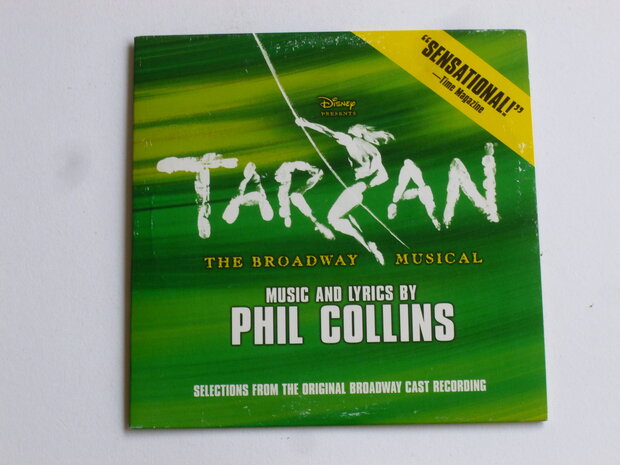 "SENSATIONAL!"
—Time Magazine
Disney
PRESENTS
TARZAN
THE BROADWAY MUSICAL
MUSIC AND LYRICS BY
PHIL COLLINS
SELECTIONS FROM THE ORIGINAL BROADWAY CAST RECORDING